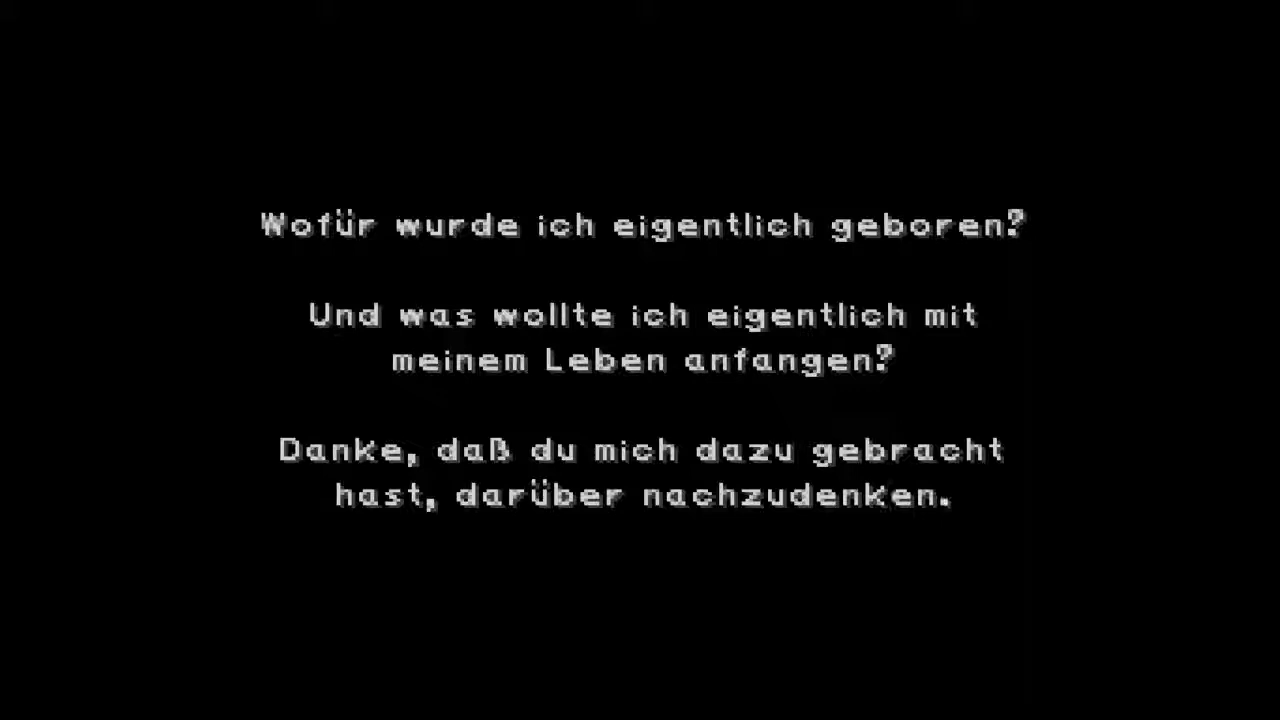 Wofür wurde ich eigentlich geboren?
Und was wollte ich eigentlich mit
meinem Leben anfangen?
Danke, daß du mich dazu gebracht
hast, darüber nachzudenken.